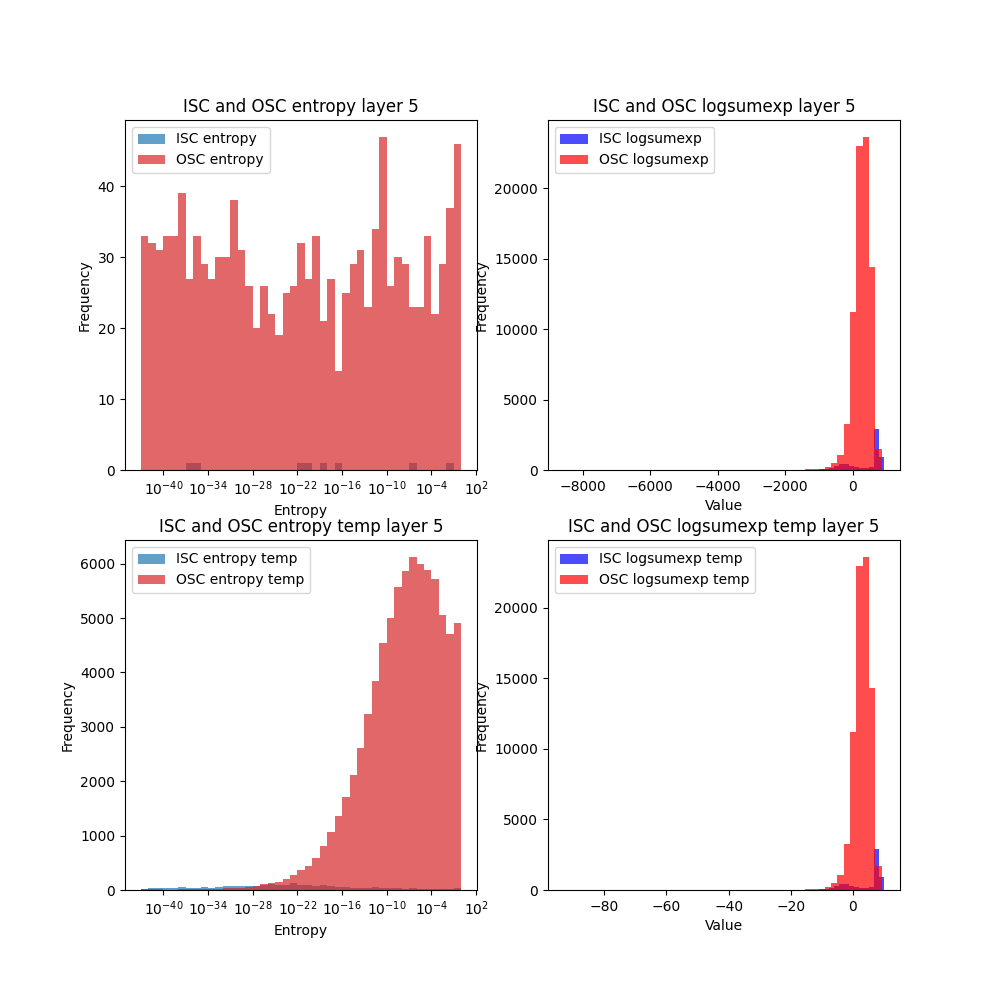 ISC and OSC entropy layer 5
ISC entropy
OSC entropy
Frequency
40
30
20
10
0
10⁻⁴⁰ 10⁻³⁴ 10⁻²⁸ 10⁻²² 10⁻¹⁶ 10⁻¹⁰ 10⁻⁴ 10²
Entropy
ISC and OSC logsumexp layer 5
ISC logsumexp
OSC logsumexp
Frequency
20000
15000
10000
5000
0
−8000 −6000 −4000 −2000 0
Value
ISC and OSC entropy temp layer 5
ISC entropy temp
OSC entropy temp
Frequency
6000
5000
4000
3000
2000
1000
0
10⁻⁴⁰ 10⁻³⁴ 10⁻²⁸ 10⁻²² 10⁻¹⁶ 10⁻¹⁰ 10⁻⁴ 10²
Entropy
ISC and OSC logsumexp temp layer 5
ISC logsumexp temp
OSC logsumexp temp
Frequency
20000
15000
10000
5000
0
−80 −60 −40 −20 0
Value